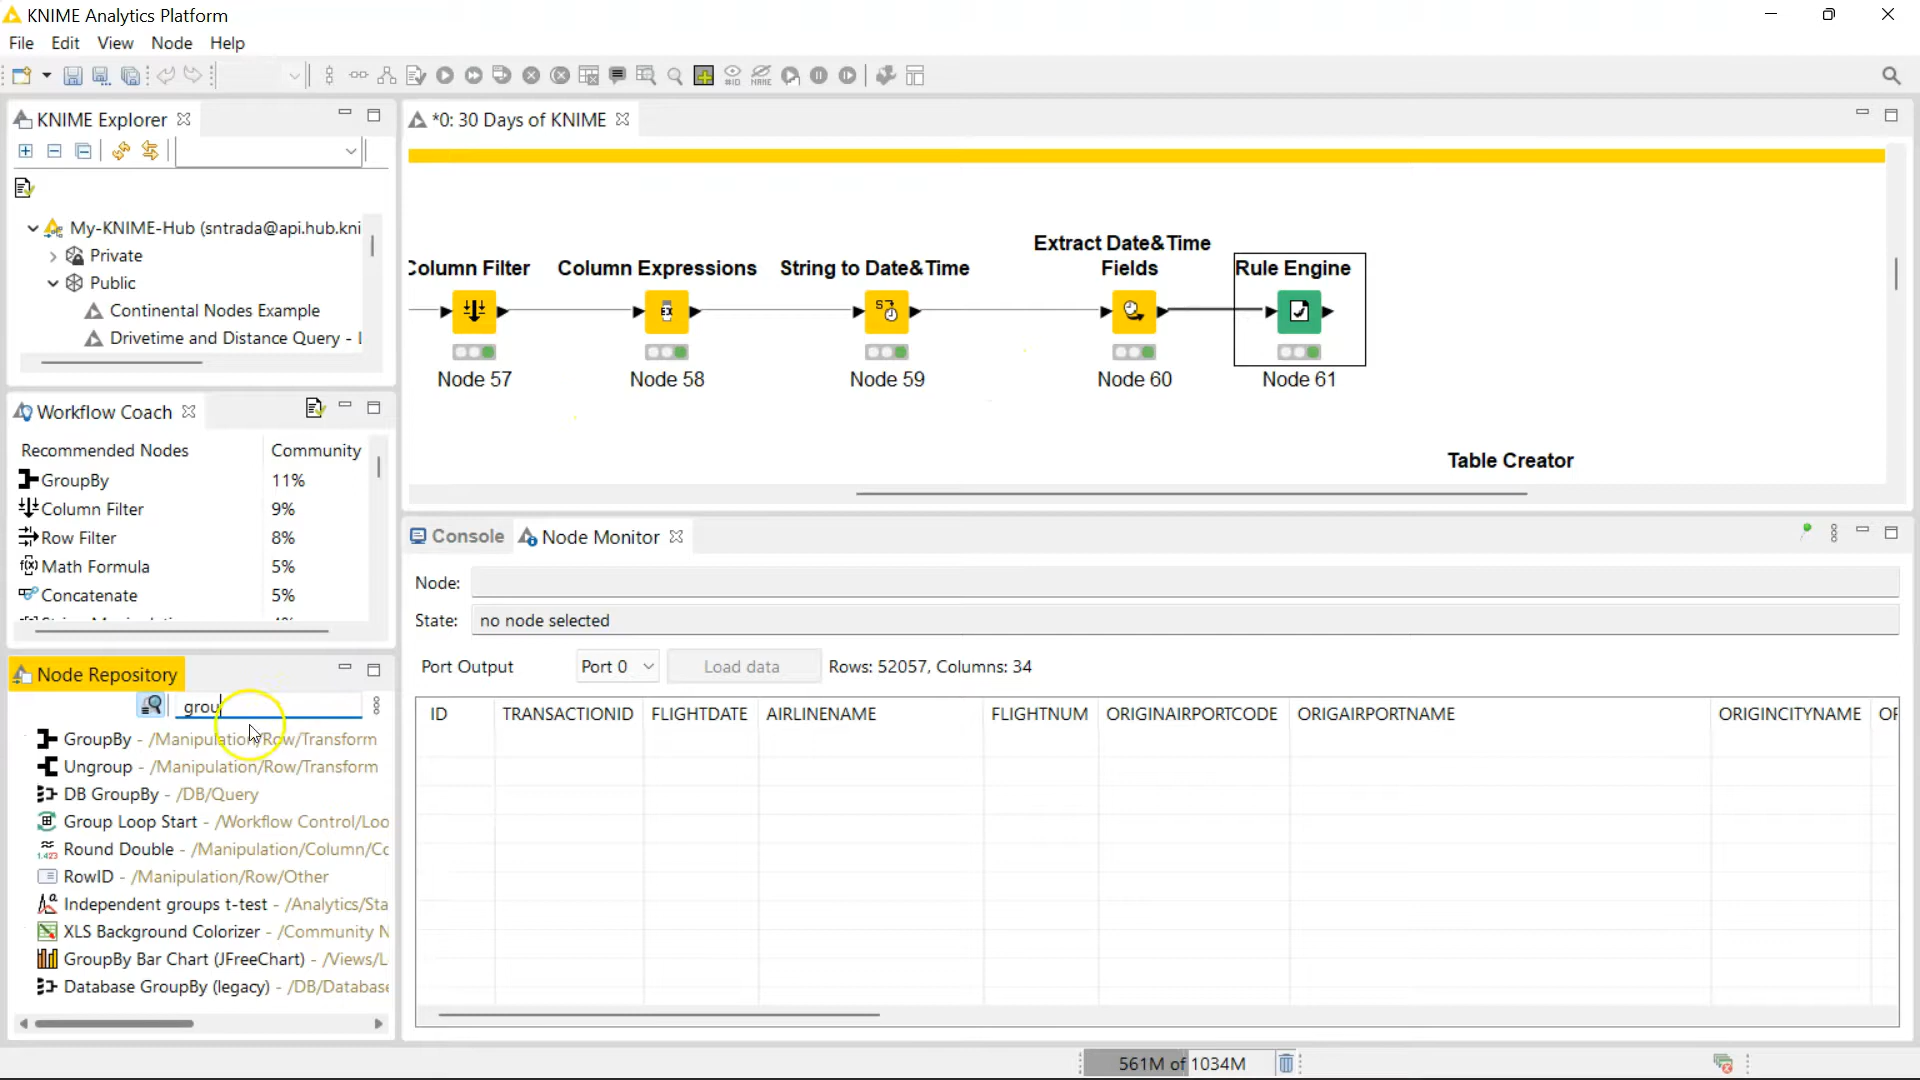 KNIME Analytics Platform
File Edit View Node Help
KNIME Explorer
My-KNIME-Hub (sntrada@api.hub.kni
Private
Public
Continental Nodes Example
Drivetime and Distance Query -
Workflow Coach
Recommended Nodes Community
GroupBy 11%
Column Filter 9%
Row Filter 8%
Math Formula 5%
Concatenate 5%
Node Repository
grou
GroupBy - /Manipulation/Row/Transform
Ungroup - /Manipulation/Row/Transform
DB GroupBy - /DB/Query
Group Loop Start - /Workflow Control/Loo
Round Double - /Manipulation/Column/Co
RowID - /Manipulation/Row/Other
Independent groups t-test - /Analytics/Sta
XLS Background Colorizer - /Community N
GroupBy Bar Chart (JFreeChart) - /Views/L
Database GroupBy (legacy) - /DB/Database
*0: 30 Days of KNIME
Column Filter Column Expressions String to Date&Time Extract Date&Time
Fields Rule Engine
Node 57 Node 58 Node 59 Node 60 Node 61
Table Creator
Console Node Monitor
Node:
State: no node selected
Port Output Port 0 Load data Rows: 52057, Columns: 34
ID TRANSACTIONID FLIGHTDATE AIRLINENAME FLIGHTNUM ORIGINAIRPORTCODE ORIGAIRPORTNAME ORIGINCITYNAME OF
561M of 1034M